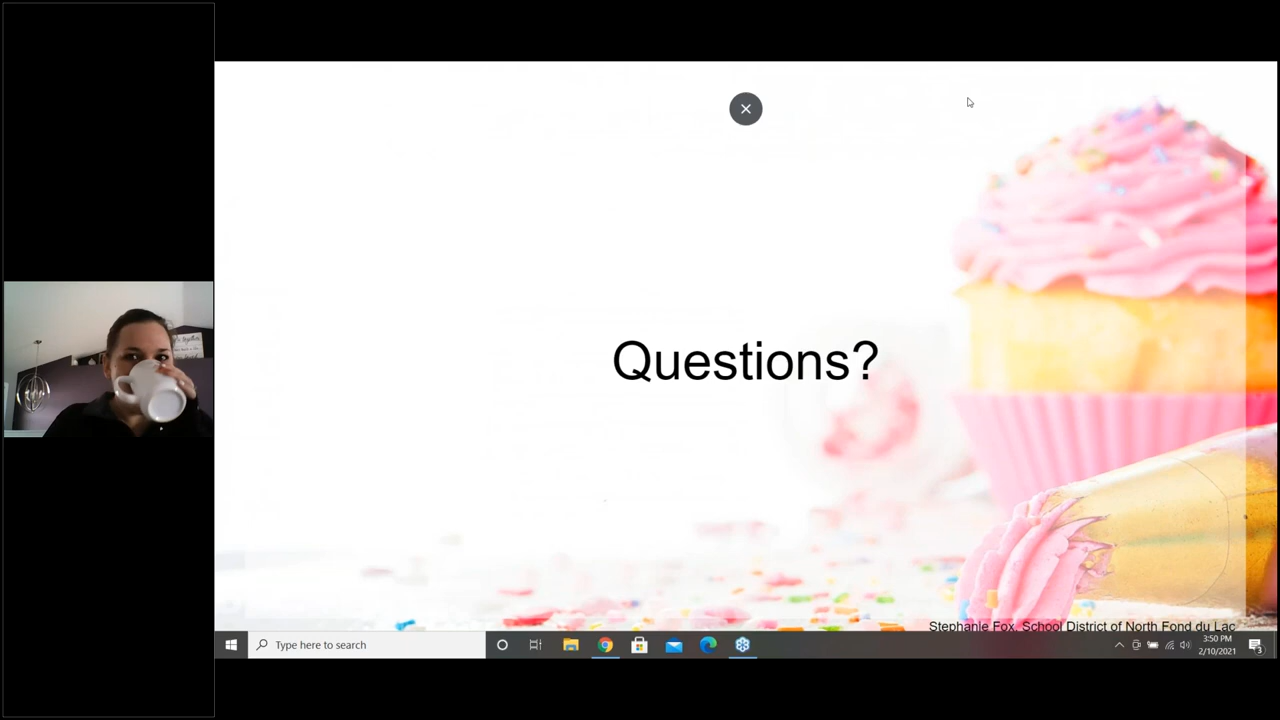 Questions?
Stephanie Fox, School District of North Fond du Lac
Type here to search
3:50 PM
2/10/2021
3